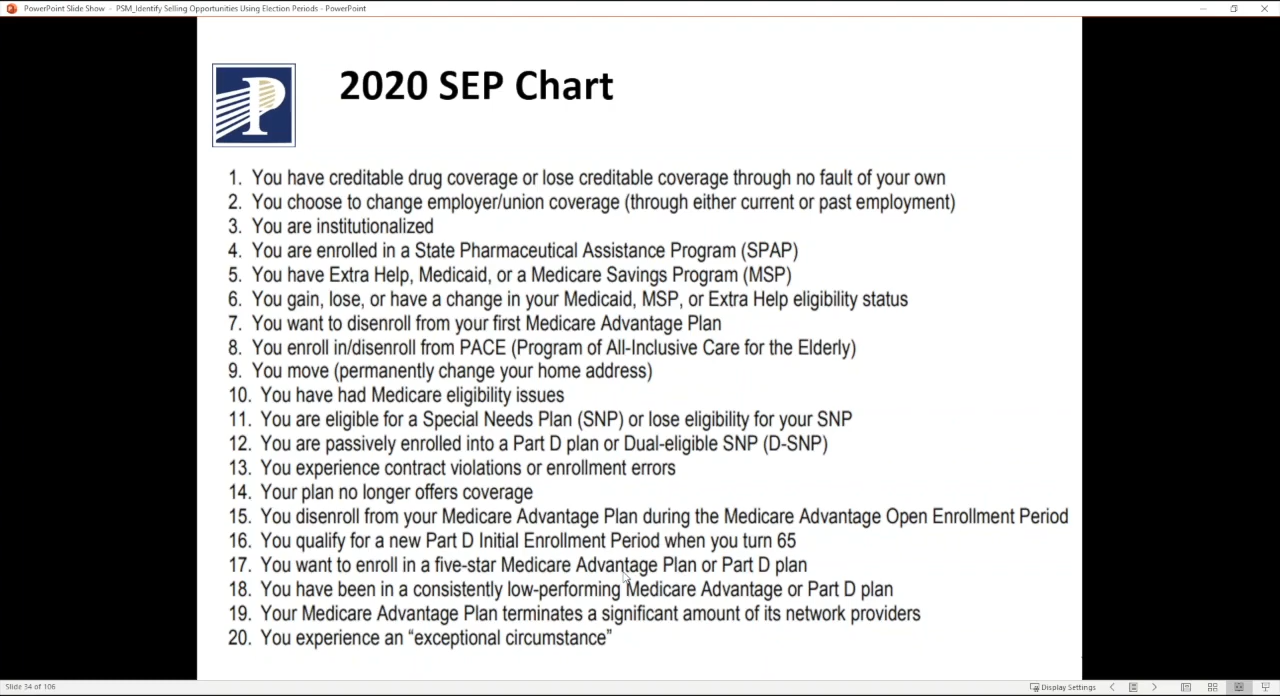 PowerPoint Slide Show - PSM_Identify Selling Opportunities Using Election Periods - PowerPoint
P
2020 SEP Chart
1. You have creditable drug coverage or lose creditable coverage through no fault of your own
2. You choose to change employer/union coverage (through either current or past employment)
3. You are institutionalized
4. You are enrolled in a State Pharmaceutical Assistance Program (SPAP)
5. You have Extra Help, Medicaid, or a Medicare Savings Program (MSP)
6. You gain, lose, or have a change in your Medicaid, MSP, or Extra Help eligibility status
7. You want to disenroll from your first Medicare Advantage Plan
8. You enroll in/disenroll from PACE (Program of All-Inclusive Care for the Elderly)
9. You move (permanently change your home address)
10. You have had Medicare eligibility issues
11. You are eligible for a Special Needs Plan (SNP) or lose eligibility for your SNP
12. You are passively enrolled into a Part D plan or Dual-eligible SNP (D-SNP)
13. You experience contract violations or enrollment errors
14. Your plan no longer offers coverage
15. You disenroll from your Medicare Advantage Plan during the Medicare Advantage Open Enrollment Period
16. You qualify for a new Part D Initial Enrollment Period when you turn 65
17. You want to enroll in a five-star Medicare Advantage Plan or Part D plan
18. You have been in a consistently low-performing Medicare Advantage or Part D plan
19. Your Medicare Advantage Plan terminates a significant amount of its network providers
20. You experience an “exceptional circumstance”
Slide 34 of 106
Display Settings